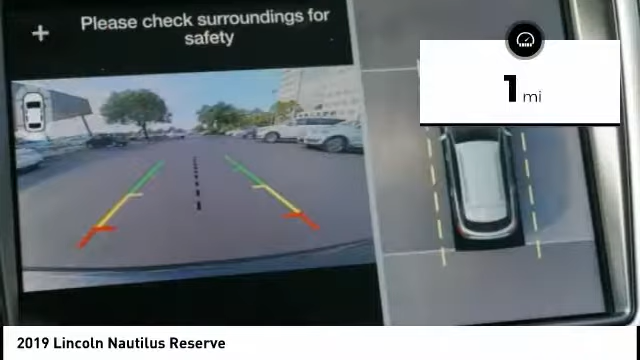 Please check surroundings for
safety
1 mi
2019 Lincoln Nautilus Reserve